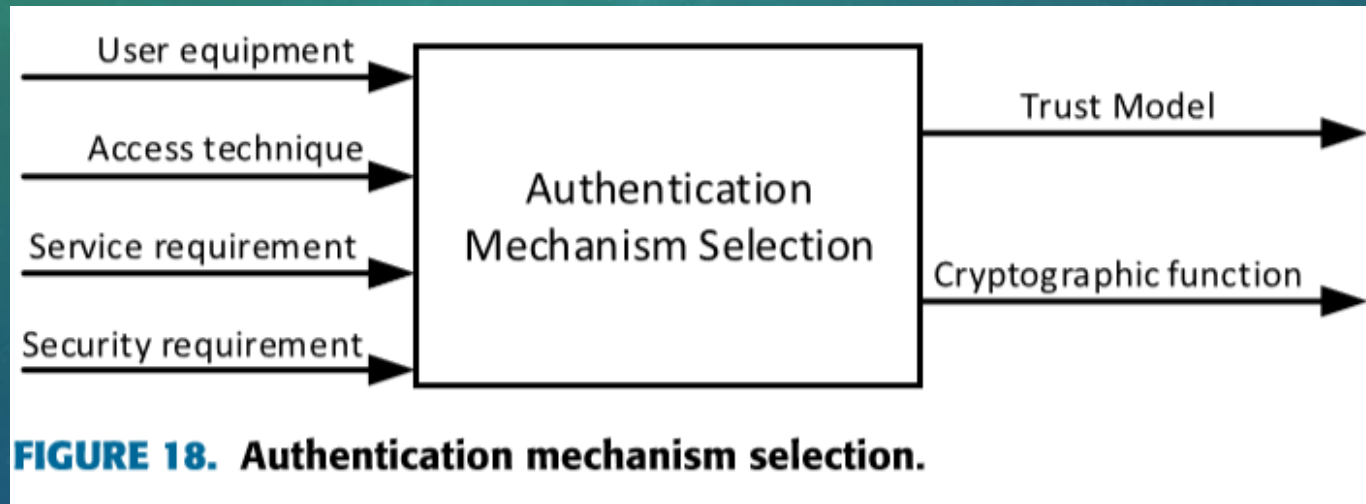 User equipment
Access technique
Service requirement
Security requirement
Authentication
Mechanism Selection
Trust Model
Cryptographic function
FIGURE 18. Authentication mechanism selection.